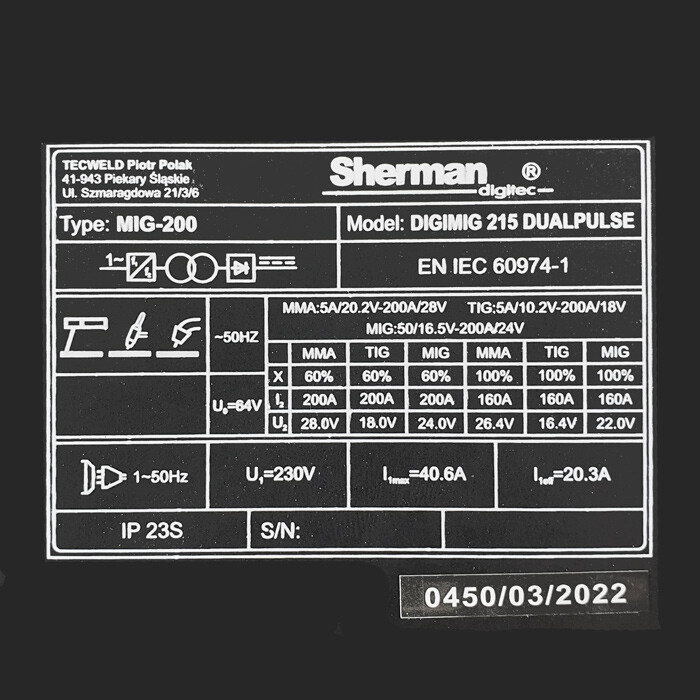 TECWELD Piotr Polak
41-943 Piekary Śląskie
Ul. Szmaragdowa 21/3/6
Sherman ®
digitec
Type: MIG-200
Model: DIGIMIG 215 DUALPULSE
1~
EN IEC 60974-1
~50HZ
MMA:5A/20.2V-200A/28V TIG:5A/10.2V-200A/18V
MIG:50/16.5V-200A/24V
MMA TIG MIG MMA TIG MIG
X 60% 60% 60% 100% 100% 100%
U₀=64V
I₂ 200A 200A 200A 160A 160A 160A
U₂ 28.0V 18.0V 24.0V 26.4V 16.4V 22.0V
1~50Hz
U₁=230V
I₁max=40.6A
I₁eff=20.3A
IP 23S
S/N:
0450/03/2022